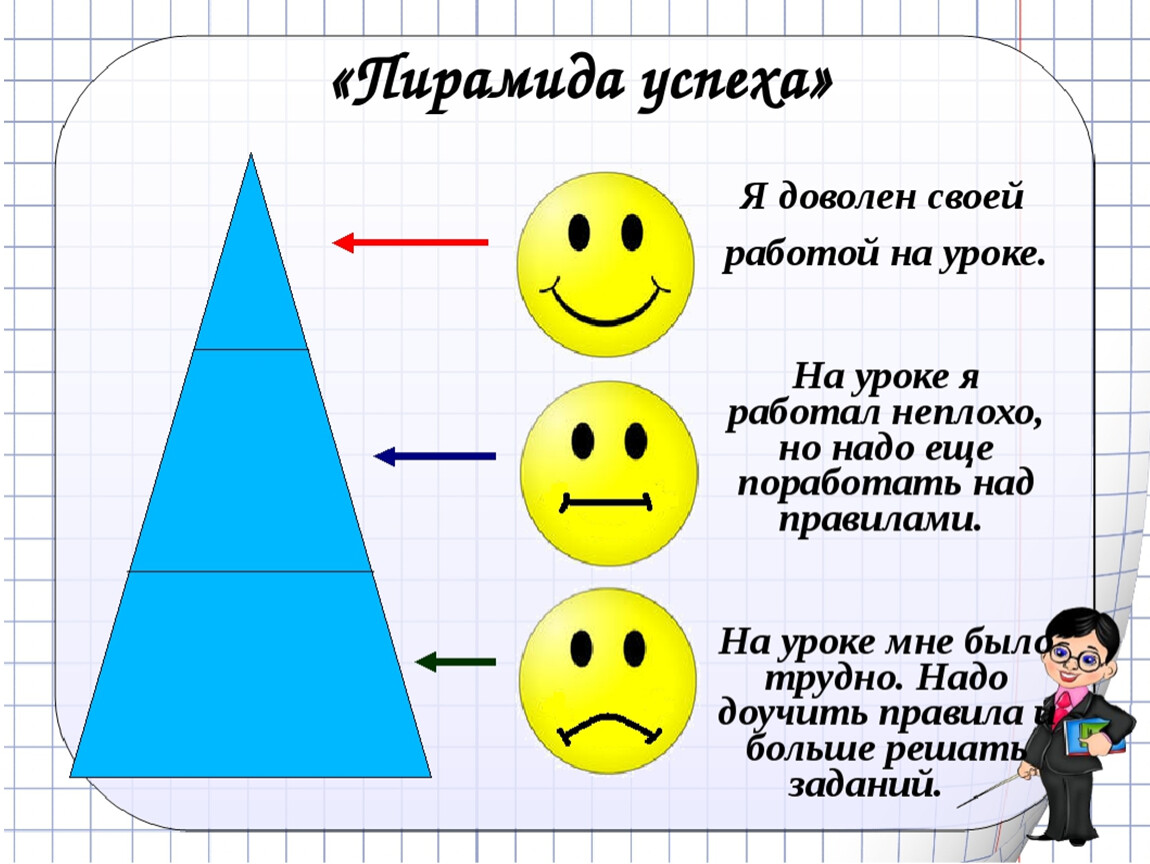 «Пирамида успеха»
Я доволен своей
работой на уроке.
На уроке я
работал неплохо,
но надо еще
поработать над
правилами.
На уроке мне было
трудно. Надо
доучить правила и
больше решать
заданий.